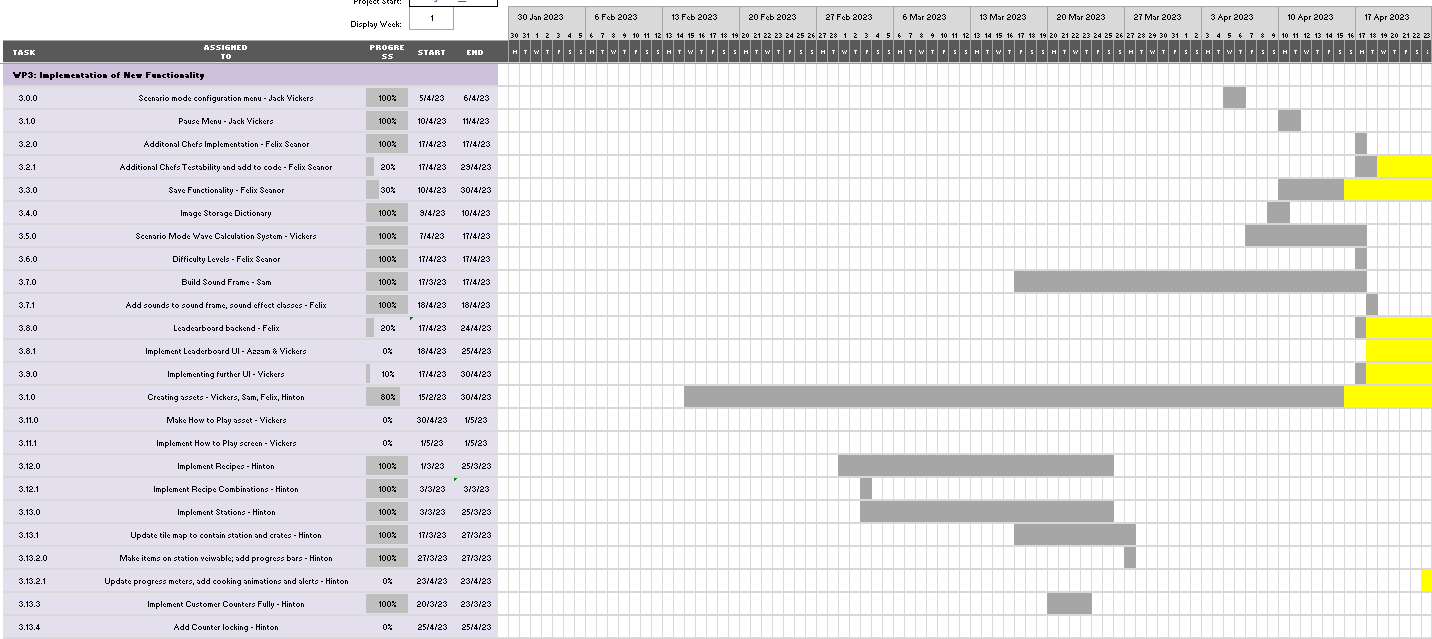 Project Start:
Display Week: 1
30 Jan 2023 6 Feb 2023 13 Feb 2023 20 Feb 2023 27 Feb 2023 6 Mar 2023 13 Mar 2023 20 Mar 2023 27 Mar 2023 3 Apr 2023 10 Apr 2023 17 Apr 2023
30 31 1 2 3 4 5 6 7 8 9 10 11 12 13 14 15 16 17 18 19 20 21 22 23 24 25 26 27 28 1 2 3 4 5 6 7 8 9 10 11 12 13 14 15 16 17 18 19 20 21 22 23 24 25 26 27 28 29 30 31 1 2 3 4 5 6 7 8 9 10 11 12 13 14 15 16 17 18 19 20 21 22 23
TASK ASSIGNED TO PROGRESS START END M T W T F S S M T W T F S S M T W T F S S M T W T F S S M T W T F S S M T W T F S S M T W T F S S M T W T F S S M T W T F S S M T W T F S S M T W T F S S M T W T F S S
WP3: Implementation of New Functionality
3.0.0 Scenario mode configuration menu - Jack Vickers 100% 5/4/23 6/4/23
3.1.0 Pause Menu - Jack Vickers 100% 10/4/23 11/4/23
3.2.0 Additonal Chefs Implementation - Felix Seanor 100% 17/4/23 17/4/23
3.2.1 Additional Chefs Testability and add to code - Felix Seanor 20% 17/4/23 29/4/23
3.3.0 Save Functionality - Felix Seanor 30% 10/4/23 30/4/23
3.4.0 Image Storage Dictionary 100% 9/4/23 10/4/23
3.5.0 Scenario Mode Wave Calculation System - Vickers 100% 7/4/23 17/4/23
3.6.0 Difficulty Levels - Felix Seanor 100% 17/4/23 17/4/23
3.7.0 Build Sound Frame - Sam 100% 17/3/23 17/4/23
3.7.1 Add sounds to sound frame, sound effect classes - Felix 100% 18/4/23 18/4/23
3.8.0 Leadearboard backend - Felix 20% 17/4/23 24/4/23
3.8.1 Implement Leaderboard UI - Azzam & Vickers 0% 18/4/23 25/4/23
3.9.0 Implementing further UI - Vickers 10% 17/4/23 30/4/23
3.1.0 Creating assets - Vickers, Sam, Felix, Hinton 80% 15/2/23 30/4/23
3.11.0 Make How to Play asset - Vickers 0% 30/4/23 1/5/23
3.11.1 Implement How to Play screen - Vickers 0% 1/5/23 1/5/23
3.12.0 Implement Recipes - Hinton 100% 1/3/23 25/3/23
3.12.1 Implement Recipe Combinations - Hinton 100% 3/3/23 3/3/23
3.13.0 Implement Stations - Hinton 100% 3/3/23 25/3/23
3.13.1 Update tile map to contain station and crates - Hinton 100% 17/3/23 27/3/23
3.13.2.0 Make items on station veiwable; add progress bars - Hinton 100% 27/3/23 27/3/23
3.13.2.1 Update progress meters, add cooking animations and alerts - Hinton 0% 23/4/23 23/4/23
3.13.3 Implement Customer Counters Fully - Hinton 100% 20/3/23 23/3/23
3.13.4 Add Counter locking - Hinton 0% 25/4/23 25/4/23